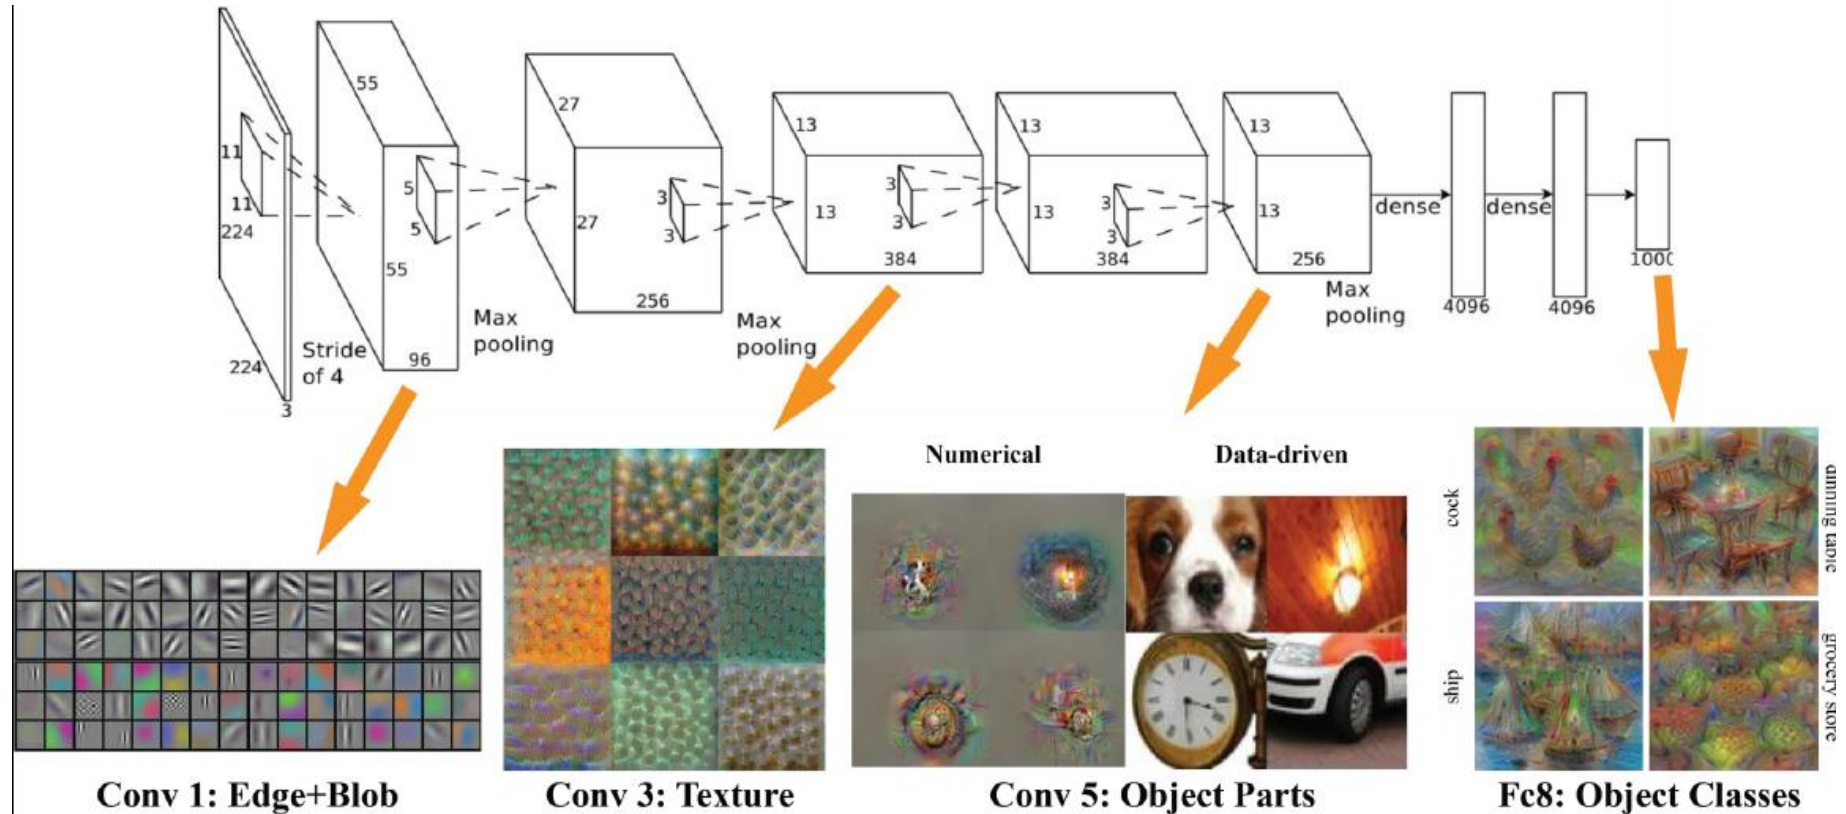 55
27
13
13
13
11
11
224
224
3
Stride
of 4
5
5
55
96
Max
pooling
27
3
3
256
Max
pooling
13
3
3
384
13
3
3
384
13
256
Max
pooling
dense
4096
dense
4096
1000
Numerical
Data-driven
cock
dinning table
ship
grocery store
Conv 1: Edge+Blob
Conv 3: Texture
Conv 5: Object Parts
Fc8: Object Classes